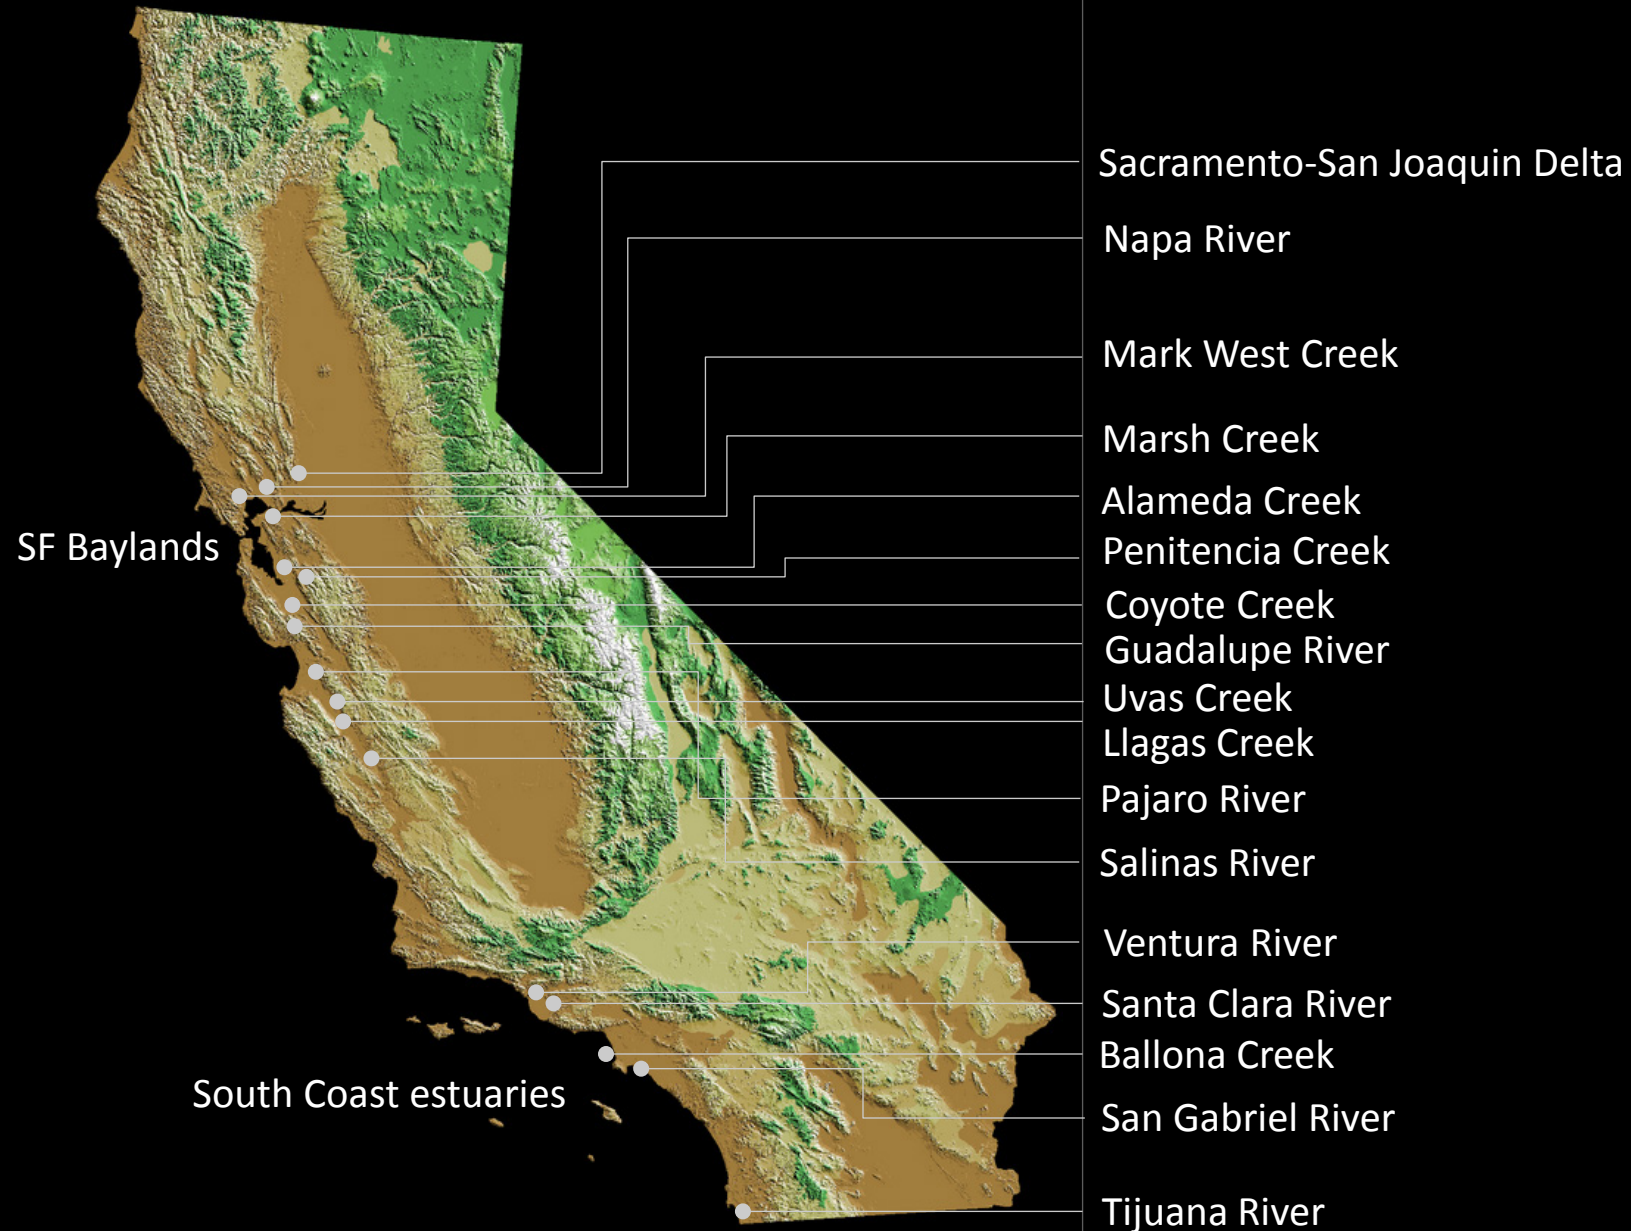 Sacramento-San Joaquin Delta
Napa River
Mark West Creek
Marsh Creek
Alameda Creek
SF Baylands
Penitencia Creek
Coyote Creek
Guadalupe River
Uvas Creek
Llagas Creek
Pajaro River
Salinas River
Ventura River
Santa Clara River
Ballona Creek
South Coast estuaries
San Gabriel River
Tijuana River